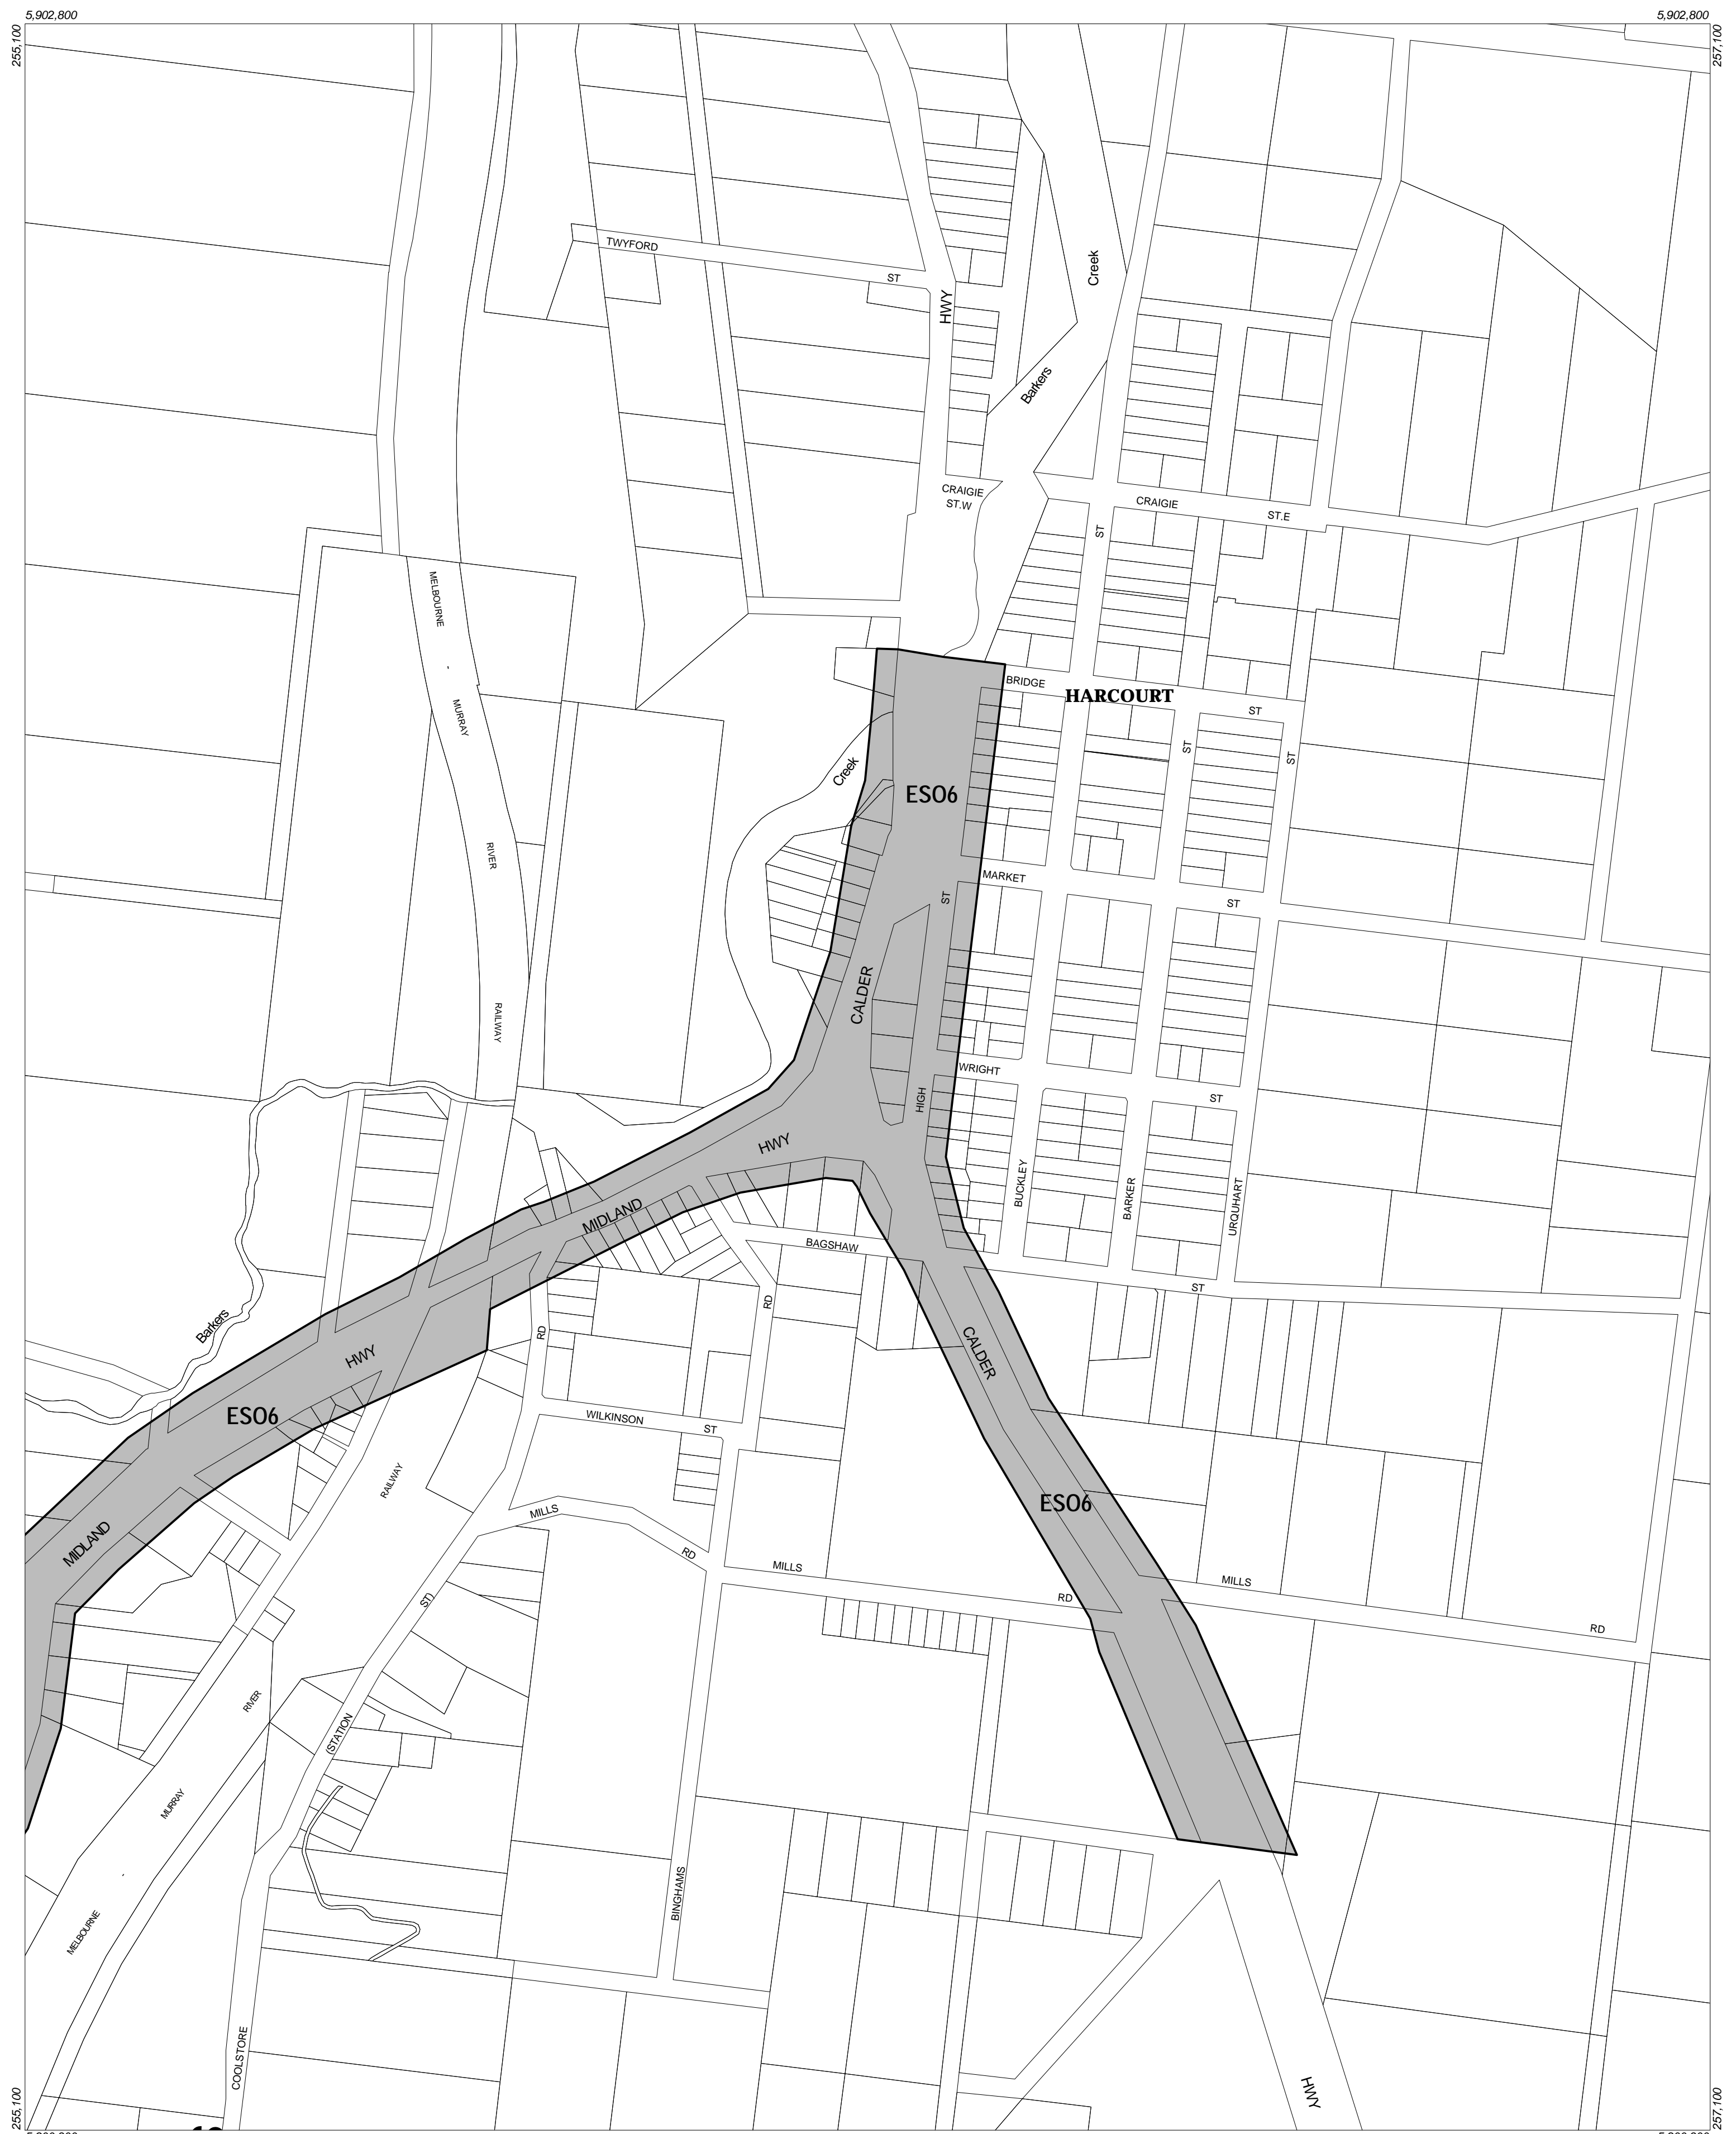 5,902,800
5,902,800
255,100
257,100
TWYFORD
ST
HWY
Creek
Barkers
CRAIGIE
ST.W
CRAIGIE
ST.E
ST
MELBOURNE
-
MURRAY
RIVER
RAILWAY
BRIDGE
HARCOURT
ST
ST
ST
Creek
ESO6
MARKET
ST
ST
CALDER
WRIGHT
ST
HIGH
HWY
BUCKLEY
BARKER
URQUHART
MIDLAND
BAGSHAW
ST
RD
RD
Barkers
HWY
CALDER
ESO6
WILKINSON
ST
RAILWAY
MILLS
RD
ESO6
MIDLAND
MILLS
RD
MILLS
RD
ST)
(STATION
RIVER
MURRAY
-
MELBOURNE
BINGHAMS
COOLSTORE
HWY
255,100
257,100